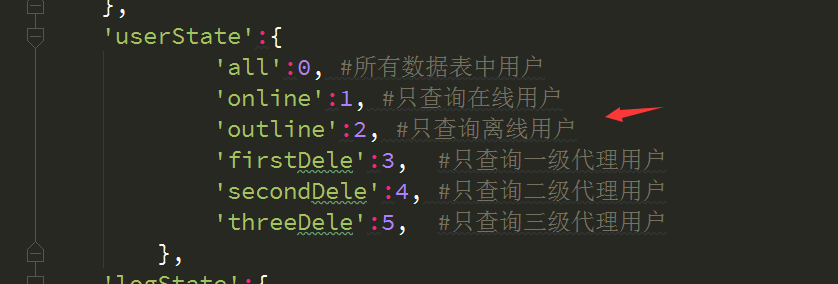 },
'userState':{
'all':0, #所有数据表中用户
'online':1, #只查询在线用户
'outline':2, #只查询离线用户
'firstDele':3, #只查询一级代理用户
'secondDele':4, #只查询二级代理用户
'threeDele':5, #只查询三级代理用户
},
'logState':{